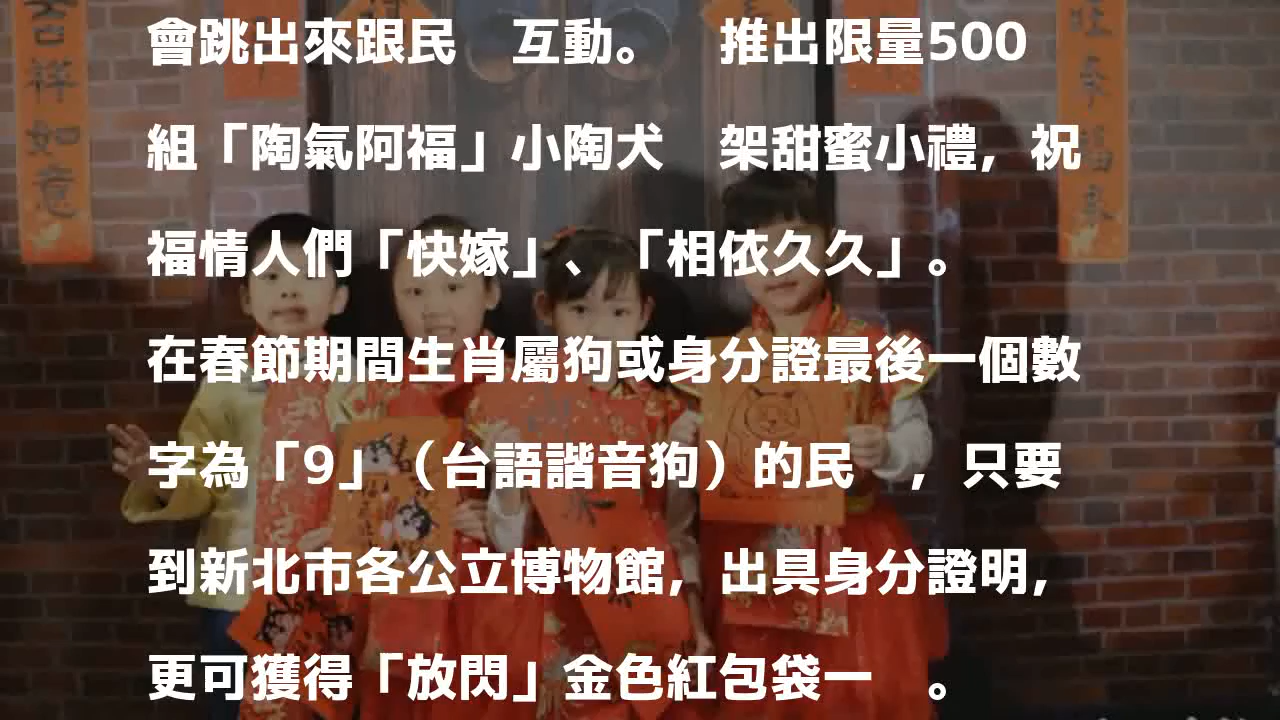 會跳出來跟民　互動。　推出限量500
組「陶氣阿福」小陶犬　架甜蜜小禮，祝
福情人們「快嫁」、「相依久久」。
在春節期間生肖屬狗或身分證最後一個數
字為「9」（台語諧音狗）的民　，只要
到新北市各公立博物館，出具身分證明，
更可獲得「放閃」金色紅包袋一　。
吉祥如意